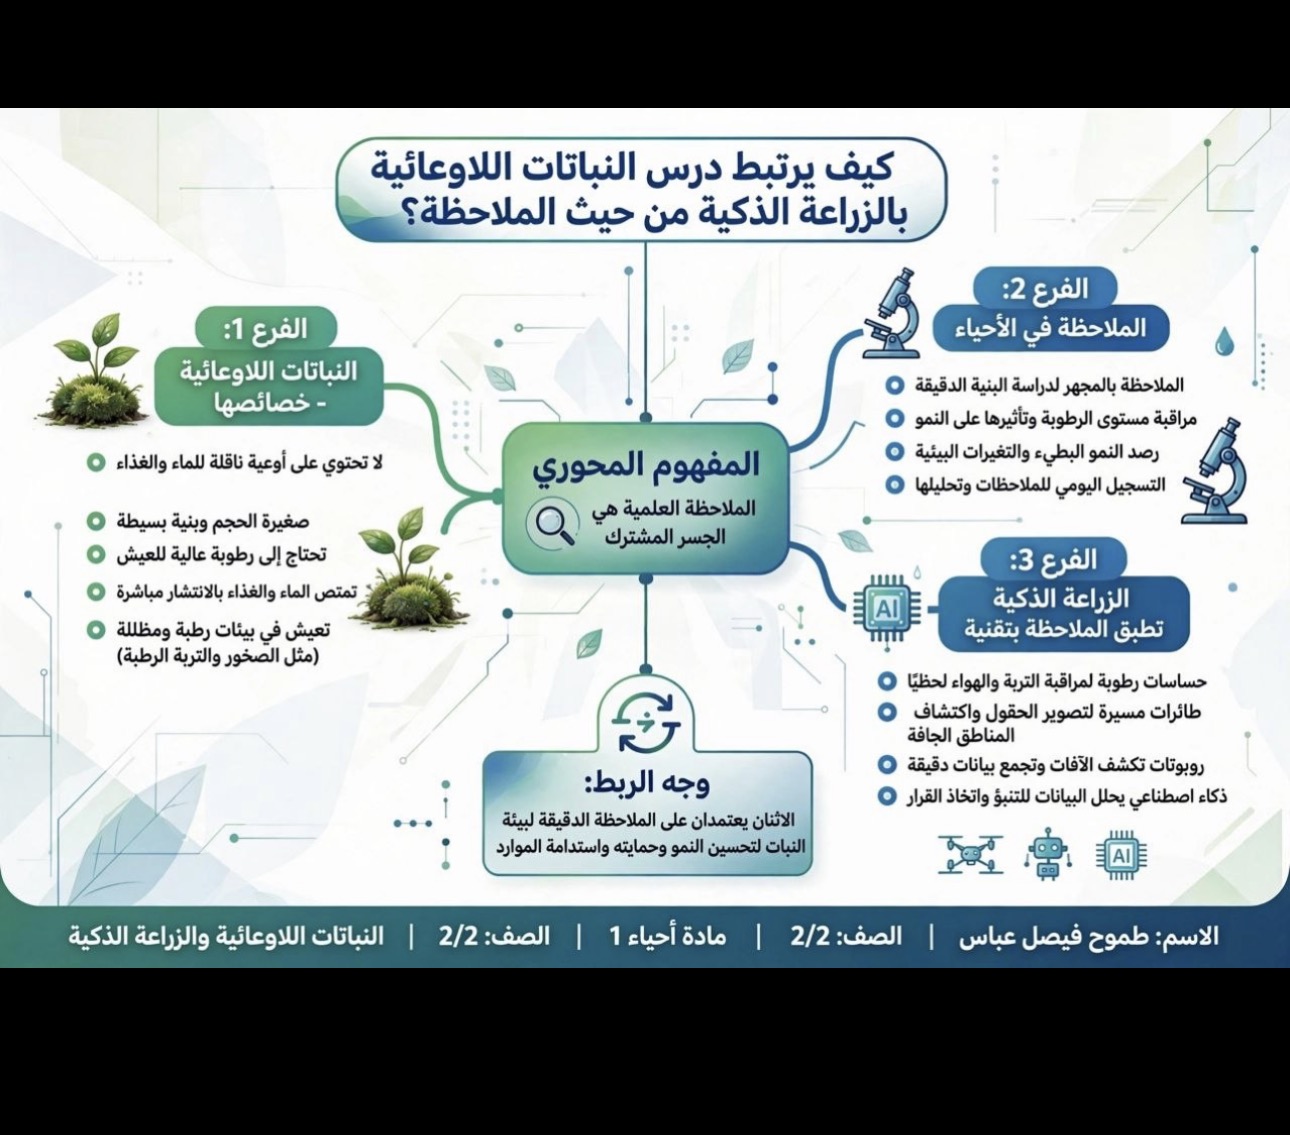 كيف يرتبط درس النباتات اللاوعائية
بالزراعة الذكية من حيث الملاحظة؟
الفرع 1:
النباتات اللاوعائية
- خصائصها
لا تحتوي على أوعية ناقلة للماء والغذاء
صغيرة الحجم وبنية بسيطة
تحتاج إلى رطوبة عالية للعيش
تمتص الماء والغذاء بالانتشار مباشرة
تعيش في بيئات رطبة ومظللة
(مثل الصخور والتربة الرطبة)
المفهوم المحوري
الملاحظة العلمية هي
الجسر المشترك
الفرع 2:
الملاحظة في الأحياء
الملاحظة بالمجهر لدراسة البنية الدقيقة
مراقبة مستوى الرطوبة وتأثيرها على النمو
رصد النمو البطيء والتغيرات البيئية
التسجيل اليومي للملاحظات وتحليلها
الفرع 3:
الزراعة الذكية
تطبق الملاحظة بتقنية
AI
حساسات رطوبة لمراقبة التربة والهواء لحظيًا
طائرات مسيرة لتصوير الحقول واكتشاف
المناطق الجافة
روبوتات تكشف الآفات وتجمع بيانات دقيقة
ذكاء اصطناعي يحلل البيانات للتنبؤ واتخاذ القرار
AI
وجه الربط:
الاثنان يعتمدان على الملاحظة الدقيقة لبيئة
النبات لتحسين النمو وحمايته واستدامة الموارد
الاسم: طموح فيصل عباس | الصف: 2/2 | مادة أحياء 1 | الصف: 2/2 | النباتات اللاوعائية والزراعة الذكية